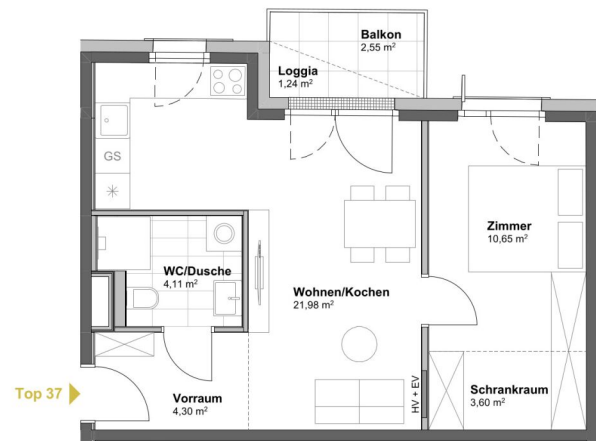 Balkon
2,55 m²
Loggia
1,24 m²
GS
Zimmer
10,65 m²
WC/Dusche
4,11 m²
Wohnen/Kochen
21,98 m²
Top 37
Vorraum
4,30 m²
HV + EV
Schrankraum
3,60 m²